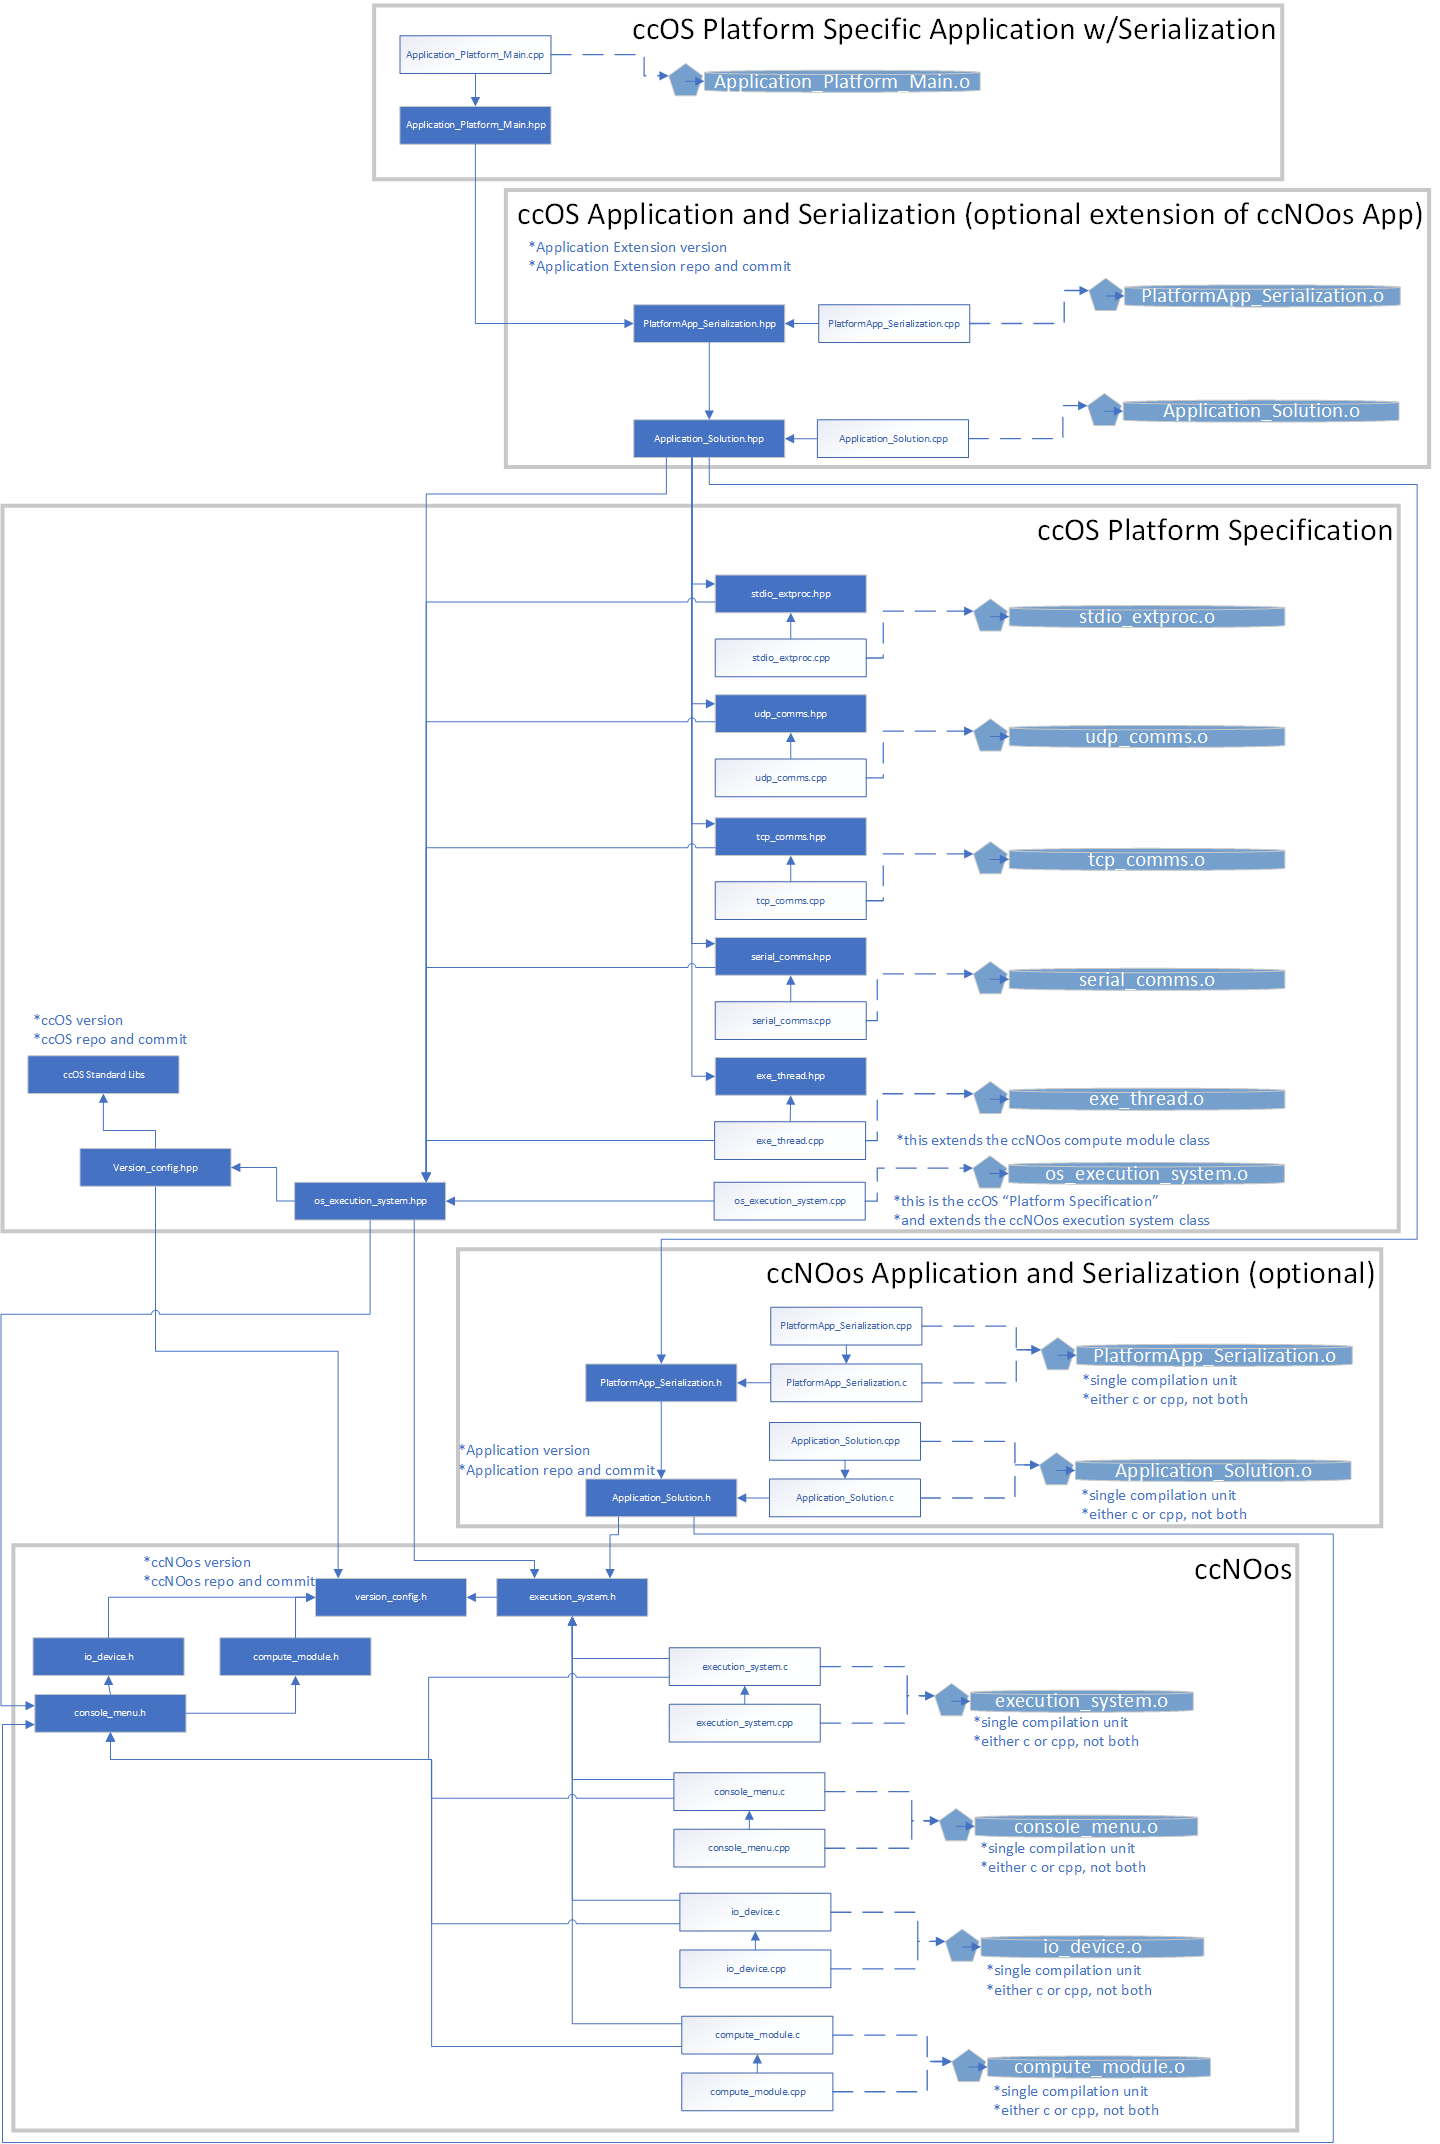 ccOS Platform Specific Application w/Serialization
Application_Platform_Main.cpp
Application_Platform_Main.o
Application_Platform_Main.hpp
ccOS Application and Serialization (optional extension of ccNOos App)
*Application Extension version
*Application Extension repo and commit
PlatformApp_Serialization.o
PlatformApp_Serialization.hpp
PlatformApp_Serialization.cpp
Application_Solution.o
Application_Solution.hpp
Application_Solution.cpp
ccOS Platform Specification
stdio_extproc.hpp
stdio_extproc.o
stdio_extproc.cpp
udp_comms.hpp
udp_comms.o
udp_comms.cpp
tcp_comms.hpp
tcp_comms.o
tcp_comms.cpp
serial_comms.hpp
serial_comms.o
serial_comms.cpp
*ccOS version
*ccOS repo and commit
ccOS Standard Libs
exe_thread.hpp
exe_thread.o
exe_thread.cpp
*this extends the ccNOos compute module class
Version_config.hpp
os_execution_system.o
os_execution_system.hpp
os_execution_system.cpp
*this is the ccOS “Platform Specification”
*and extends the ccNOos execution system class
ccNOos Application and Serialization (optional)
PlatformApp_Serialization.cpp
PlatformApp_Serialization.o
PlatformApp_Serialization.h
PlatformApp_Serialization.c
*single compilation unit
*either c or cpp, not both
Application_Solution.cpp
*Application version
*Application repo and commit
Application_Solution.o
Application_Solution.h
Application_Solution.c
*single compilation unit
*either c or cpp, not both
ccNOos
*ccNOos version
*ccNOos repo and commit
version_config.h
execution_system.h
io_device.h
compute_module.h
console_menu.h
execution_system.c
execution_system.o
execution_system.cpp
*single compilation unit
*either c or cpp, not both
console_menu.c
console_menu.o
console_menu.cpp
*single compilation unit
*either c or cpp, not both
io_device.c
io_device.o
io_device.cpp
*single compilation unit
*either c or cpp, not both
compute_module.c
compute_module.o
compute_module.cpp
*single compilation unit
*either c or cpp, not both